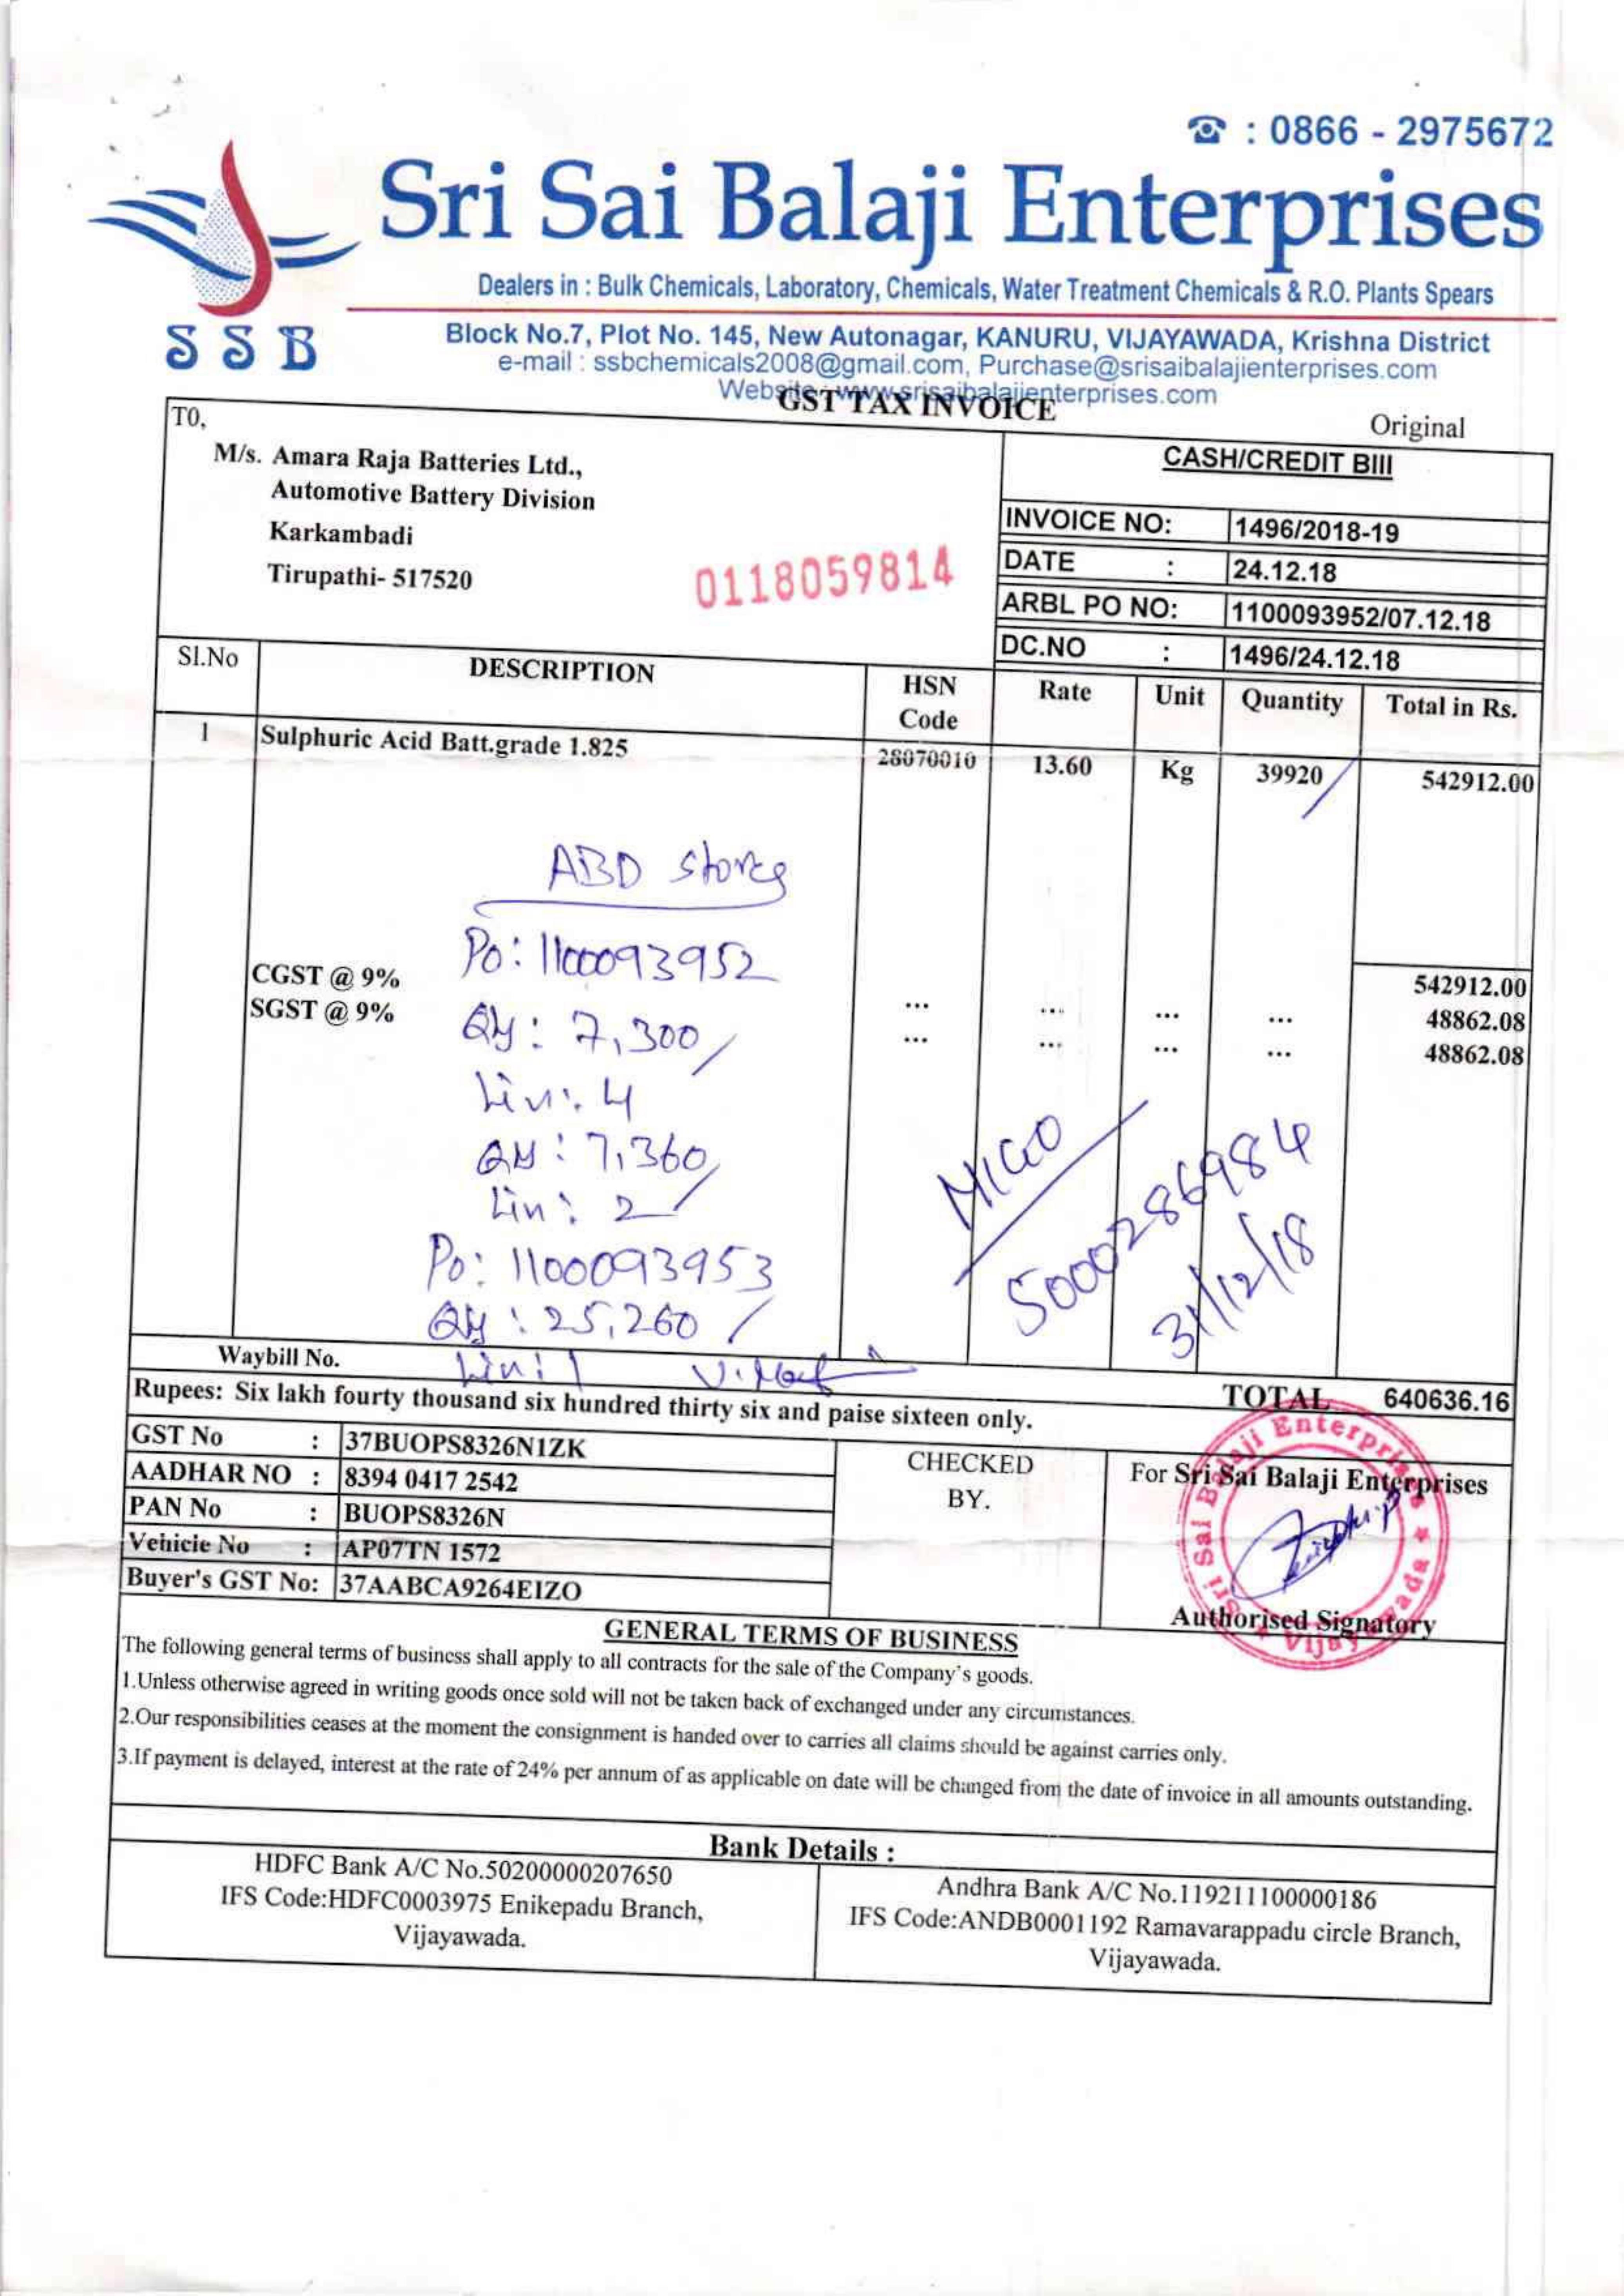 ☎ : 0866 - 2975672
Sri Sai Balaji Enterprises
Dealers in : Bulk Chemicals, Laboratory, Chemicals, Water Treatment Chemicals & R.O. Plants Spears
SSB
Block No.7, Plot No. 145, New Autonagar, KANURU, VIJAYAWADA, Krishna District
e-mail : ssbchemicals2008@gmail.com, Purchase@srisaibalajienterprises.com
Website : www.srisaibalajienterprises.com
GST TAX INVOICE
Original
T0,
M/s. Amara Raja Batteries Ltd.,
Automotive Battery Division
Karkambadi
Tirupathi- 517520
0118059814
CASH/CREDIT BIII
INVOICE NO: 1496/2018-19
DATE : 24.12.18
ARBL PO NO: 1100093952/07.12.18
DC.NO : 1496/24.12.18
Sl.No DESCRIPTION HSN Code Rate Unit Quantity Total in Rs.
1 Sulphuric Acid Batt.grade 1.825 28070010 13.60 Kg 39920 542912.00
ABD Stores
Po: 1100093952
542912.00
CGST @ 9% ... ... ... ... 48862.08
SGST @ 9% ... ... ... ... 48862.08
Qty: 7,300
Lin: 4
Qty: 7,360
Lin: 2
Po: 1100093953
Qty: 25,260
Lin: 1
MIGO
5000286984
31/12/18
Waybill No.
TOTAL 640636.16
Rupees: Six lakh fourty thousand six hundred thirty six and paise sixteen only.
GST No : 37BUOPS8326N1ZK
AADHAR NO : 8394 0417 2542
PAN No : BUOPS8326N
Vehicle No : AP07TN 1572
Buyer's GST No: 37AABCA9264EIZO
CHECKED
BY.
For Sri Sai Balaji Enterprises
Sri Sai Balaji Enterprises ★ Vijayawada ★
Authorised Signatory
GENERAL TERMS OF BUSINESS
The following general terms of business shall apply to all contracts for the sale of the Company's goods.
1.Unless otherwise agreed in writing goods once sold will not be taken back of exchanged under any circumstances.
2.Our responsibilities ceases at the moment the consignment is handed over to carries all claims should be against carries only.
3.If payment is delayed, interest at the rate of 24% per annum of as applicable on date will be changed from the date of invoice in all amounts outstanding.
Bank Details :
HDFC Bank A/C No.50200000207650
IFS Code:HDFC0003975 Enikepadu Branch,
Vijayawada.
Andhra Bank A/C No.119211100000186
IFS Code:ANDB0001192 Ramavarappadu circle Branch,
Vijayawada.